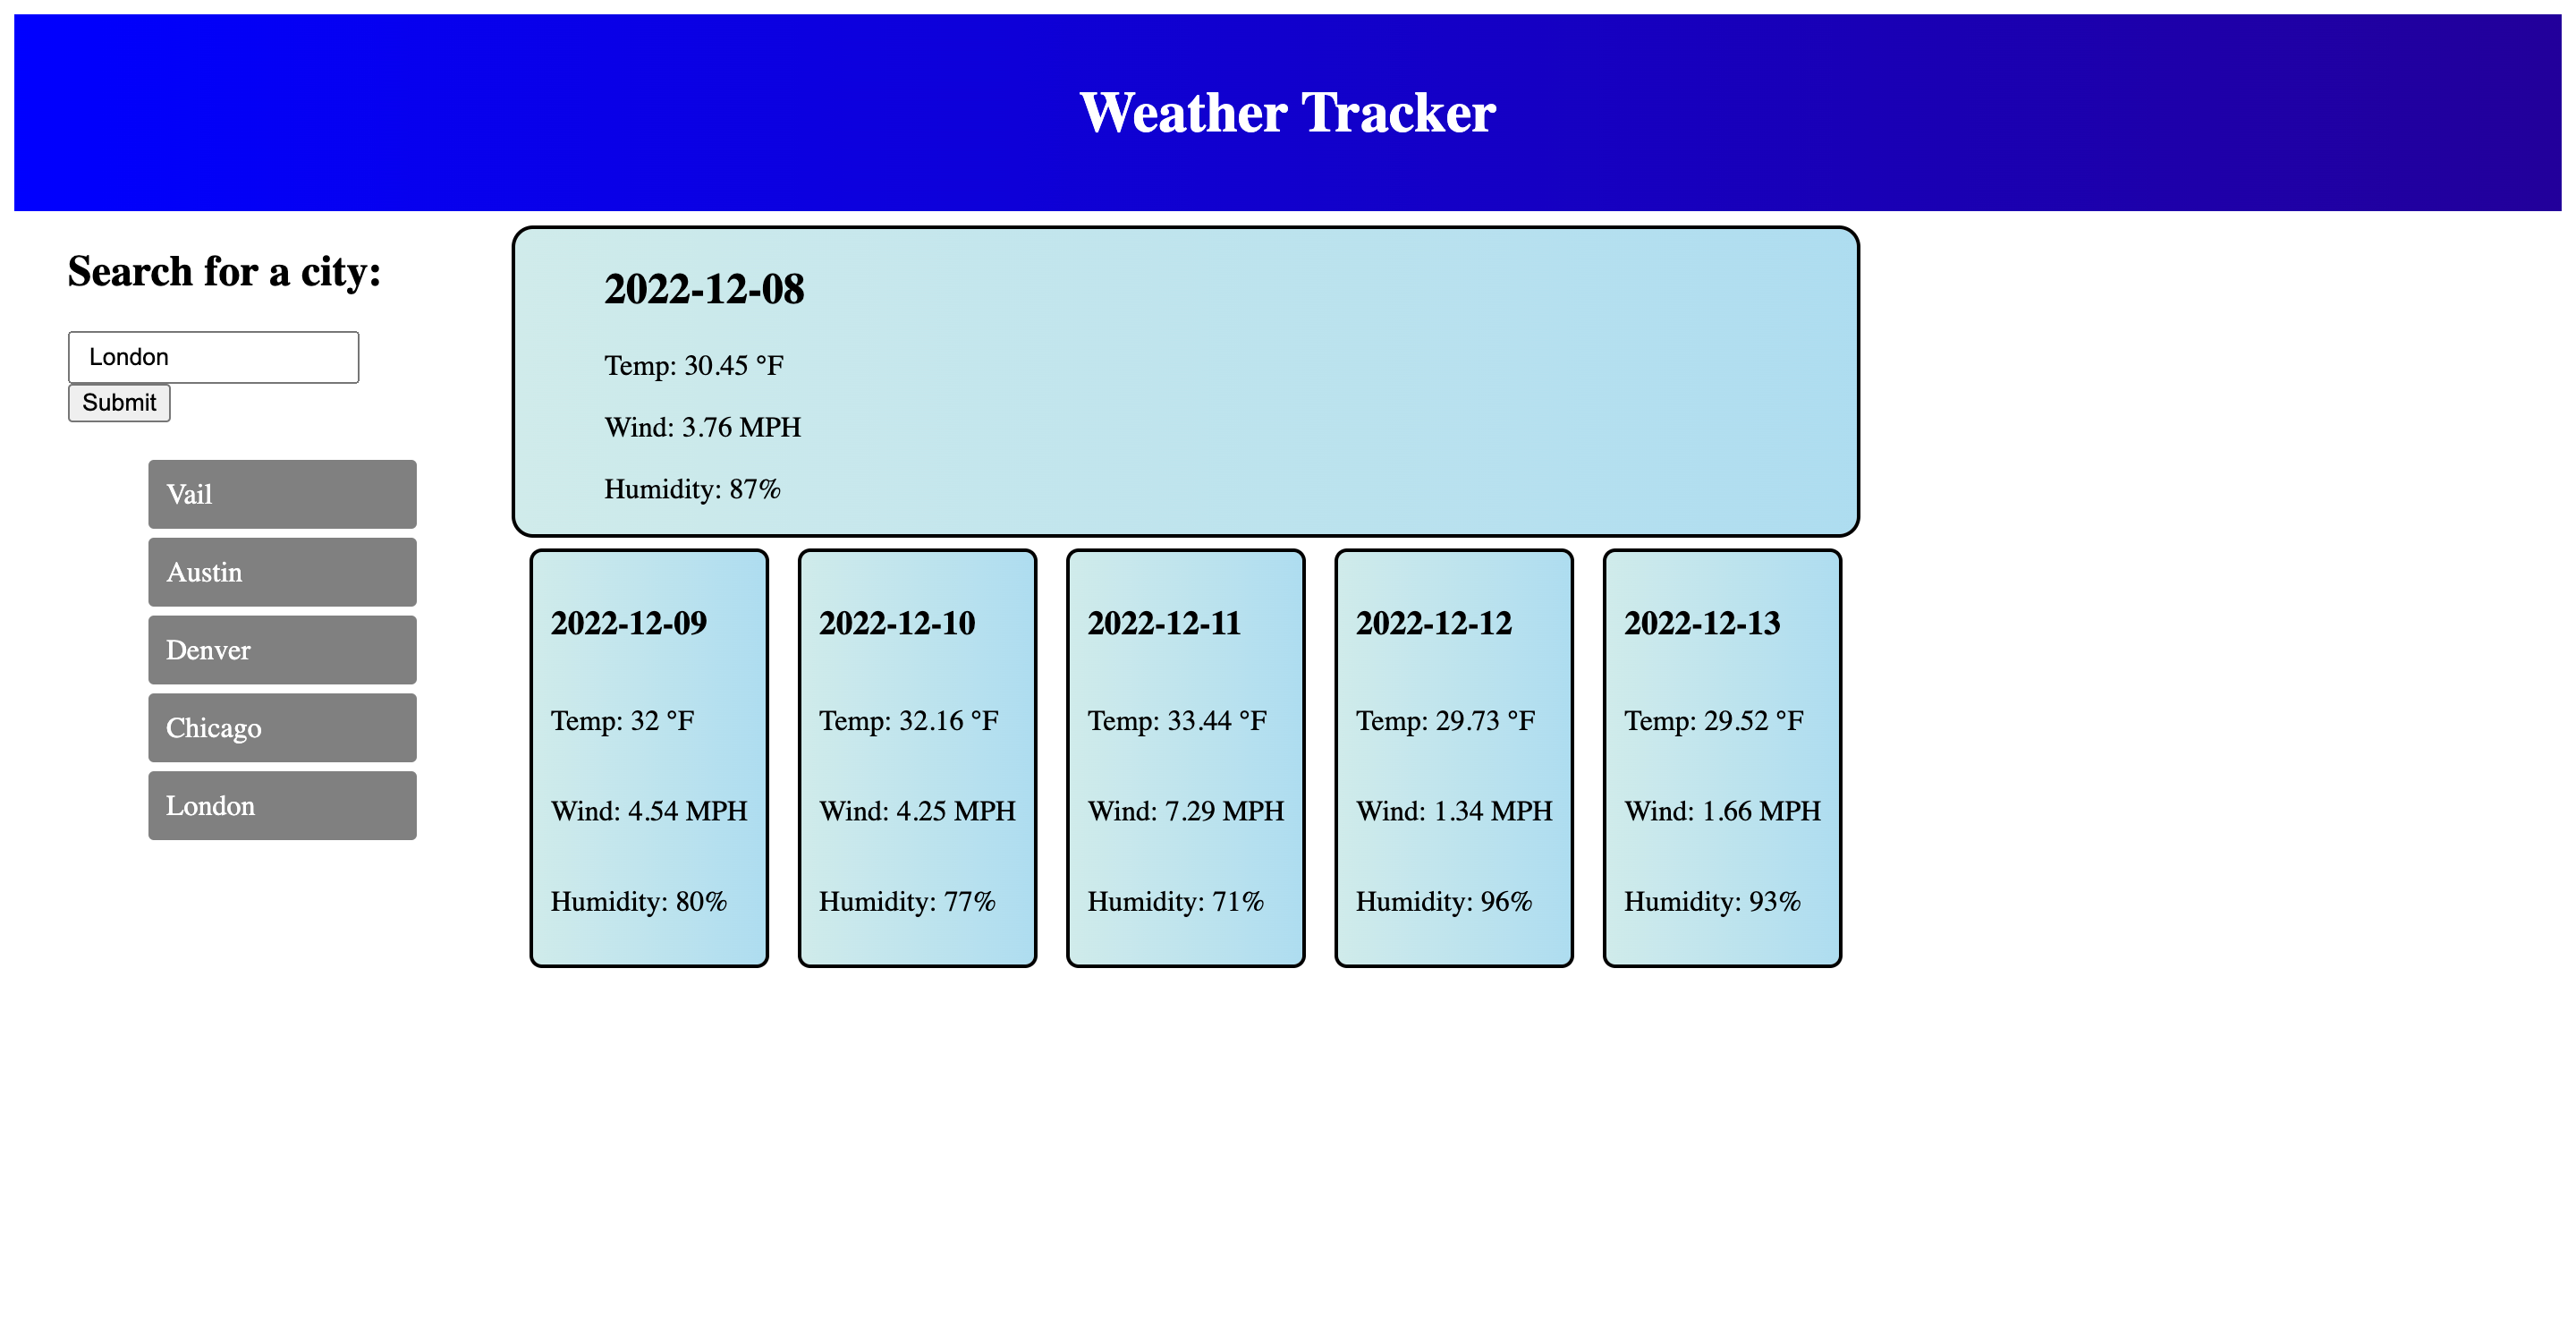 Weather Tracker
Search for a city:
London
Submit
Vail
Austin
Denver
Chicago
London
2022-12-08
Temp: 30.45 °F
Wind: 3.76 MPH
Humidity: 87%
2022-12-09
Temp: 32 °F
Wind: 4.54 MPH
Humidity: 80%
2022-12-10
Temp: 32.16 °F
Wind: 4.25 MPH
Humidity: 77%
2022-12-11
Temp: 33.44 °F
Wind: 7.29 MPH
Humidity: 71%
2022-12-12
Temp: 29.73 °F
Wind: 1.34 MPH
Humidity: 96%
2022-12-13
Temp: 29.52 °F
Wind: 1.66 MPH
Humidity: 93%